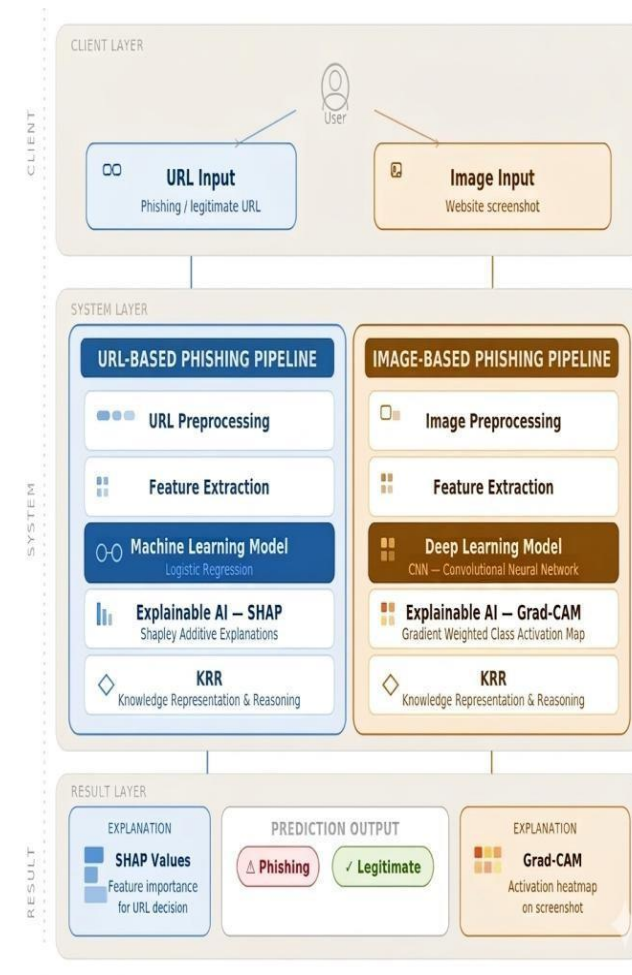 CLIENT LAYER
CLIENT
User
URL Input
Phishing / legitimate URL
Image Input
Website screenshot
SYSTEM LAYER
SYSTEM
URL-BASED PHISHING PIPELINE
URL Preprocessing
Feature Extraction
Machine Learning Model
Logistic Regression
Explainable AI — SHAP
Shapley Additive Explanations
KRR
Knowledge Representation & Reasoning
IMAGE-BASED PHISHING PIPELINE
Image Preprocessing
Feature Extraction
Deep Learning Model
CNN — Convolutional Neural Network
Explainable AI — Grad-CAM
Gradient Weighted Class Activation Map
KRR
Knowledge Representation & Reasoning
RESULT LAYER
RESULT
EXPLANATION
SHAP Values
Feature importance
for URL decision
PREDICTION OUTPUT
⚠ Phishing
✓ Legitimate
EXPLANATION
Grad-CAM
Activation heatmap
on screenshot